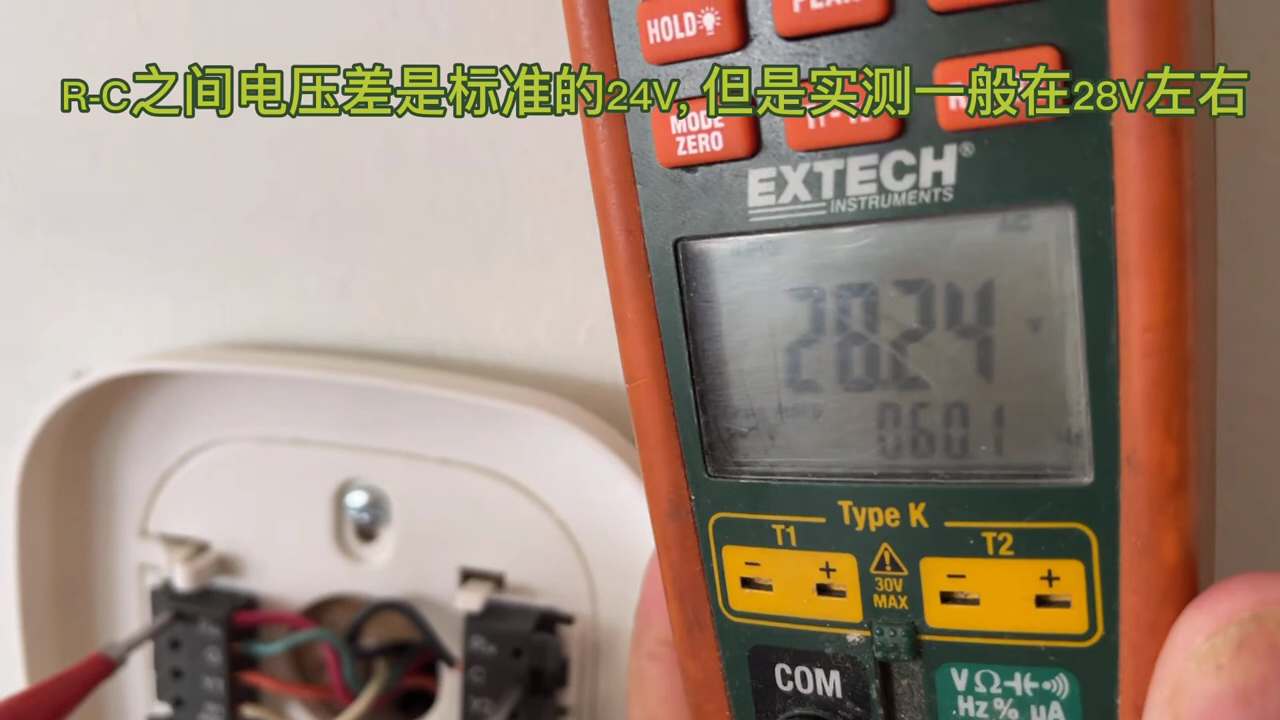 R-C之间电压差是标准的24V, 但是实测一般在28V左右
HOLD
MODE
ZERO
EXTECH®
INSTRUMENTS
AC
28.24
V
060.1
Type K
T1
T2
- +
30V
MAX
- +
COM
VΩ
Hz % μA
C